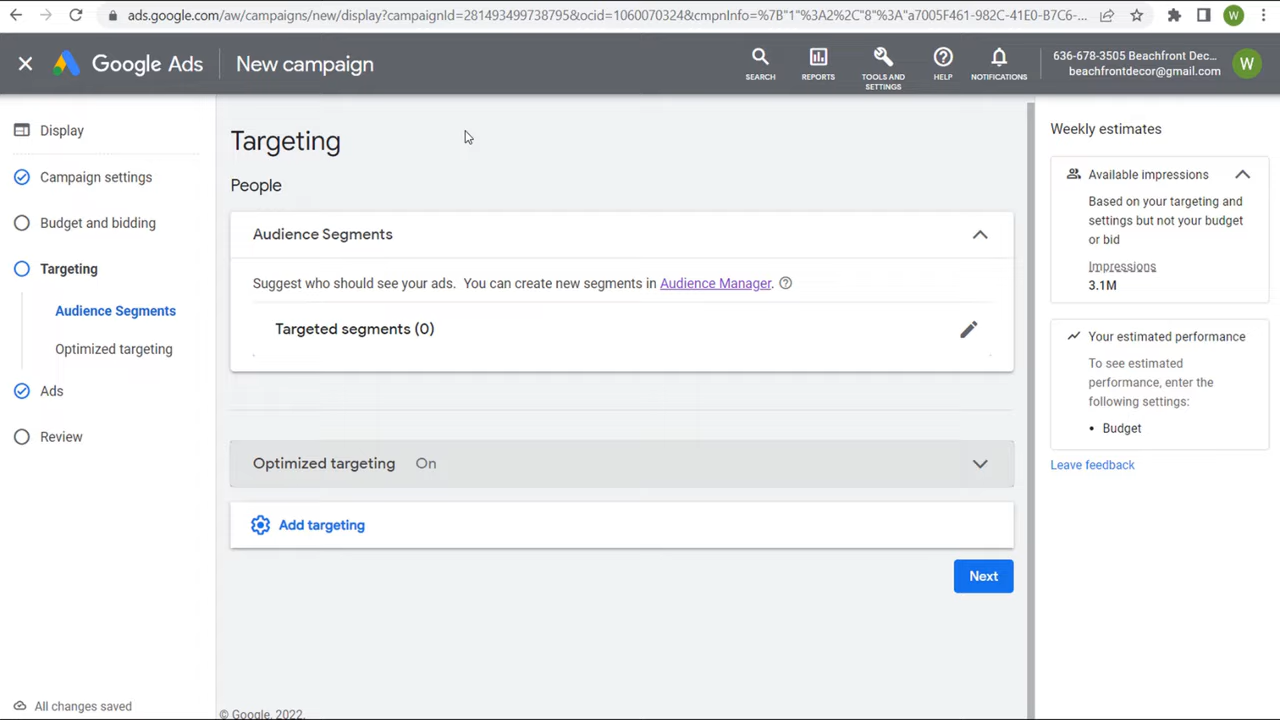 ads.google.com/aw/campaigns/new/display?campaignId=281493499738795&ocid=1060070324&cmpnInfo=%7B"1"%3A2%2C"8"%3A"a7005F461-982C-41E0-B7C6-...
W
Google Ads
New campaign
SEARCH
REPORTS
TOOLS AND
SETTINGS
HELP
NOTIFICATIONS
636-678-3505 Beachfront Dec...
beachfrontdecor@gmail.com
W
Display
Campaign settings
Budget and bidding
Targeting
Audience Segments
Optimized targeting
Ads
Review
All changes saved
Targeting
People
Audience Segments
Suggest who should see your ads. You can create new segments in Audience Manager.
Targeted segments (0)
Optimized targeting On
Add targeting
Next
© Google, 2022.
Weekly estimates
Available impressions
Based on your targeting and
settings but not your budget
or bid
Impressions
3.1M
Your estimated performance
To see estimated
performance, enter the
following settings:
• Budget
Leave feedback